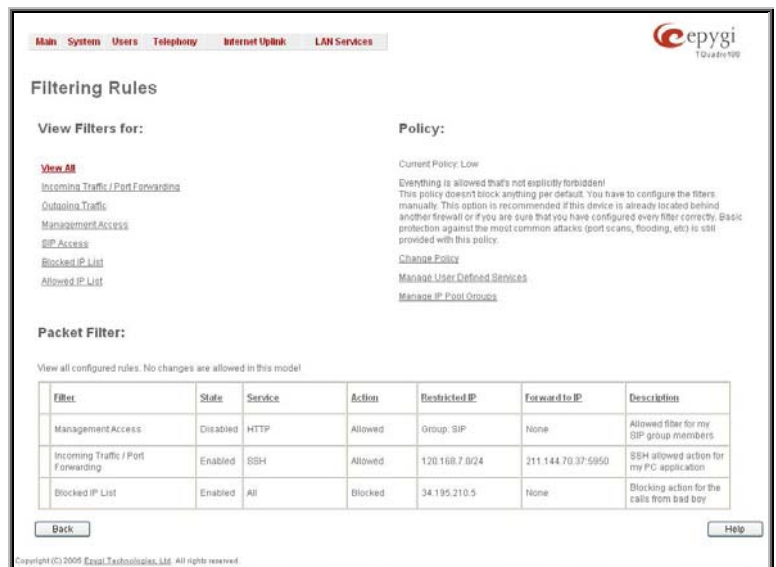 Main System Users Telephony Internet Uplink LAN Services
epygi
Filtering Rules
View Filters for:
View All
Incoming Traffic / Port Forwarding
Outgoing Traffic
Management Access
SIP Access
Blocked IP List
Allowed IP List
Policy:
Current Policy: Low
Everything is allowed that's not explicitly forbidden!
This policy doesn't block anything per default. You have to configure the filters
manually. This option is recommended if this device is already located behind
another firewall or if you are sure that you have configured every filter correctly. Basic
protection against the most common attacks (port scans, flooding, etc) is still
provided with this policy.
Change Policy
Manage User Defined Services
Manage IP Pool Groups
Packet Filter:
View all configured rules. No changes are allowed in this mode!
Filter State Service Action Restricted IP Forward to IP Description
Management Access Disabled HTTP Allowed Group: SIP None Allowed filter for my
SIP group members
Incoming Traffic / Port
Forwarding Enabled SSH Allowed 128.168.7.0/24 211.144.70.37:5950 SSH allowed action for
my PC application
Blocked IP List Enabled All Blocked 34.195.210.5 None Blocking action for the
calls from bad boy
Back Help
Copyright (C) 2005 Epygi Technologies, Ltd. All rights reserved.